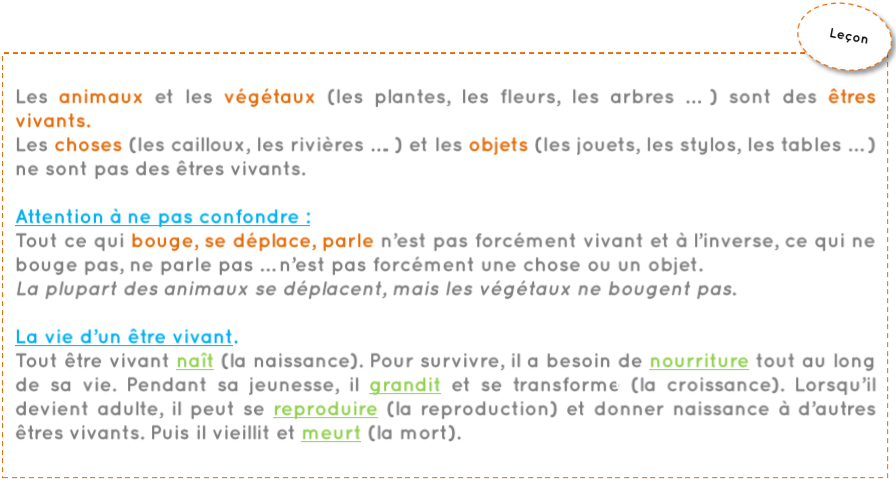 Leçon
Les animaux et les végétaux (les plantes, les fleurs, les arbres ... ) sont des êtres
vivants.
Les choses (les cailloux, les rivières .... ) et les objets (les jouets, les stylos, les tables ...)
ne sont pas des êtres vivants.
Attention à ne pas confondre :
Tout ce qui bouge, se déplace, parle n'est pas forcément vivant et à l'inverse, ce qui ne
bouge pas, ne parle pas ... n'est pas forcément une chose ou un objet.
La plupart des animaux se déplacent, mais les végétaux ne bougent pas.
La vie d'un être vivant.
Tout être vivant naît (la naissance). Pour survivre, il a besoin de nourriture tout au long
de sa vie. Pendant sa jeunesse, il grandit et se transforme (la croissance). Lorsqu'il
devient adulte, il peut se reproduire (la reproduction) et donner naissance à d'autres
êtres vivants. Puis il vieillit et meurt (la mort).